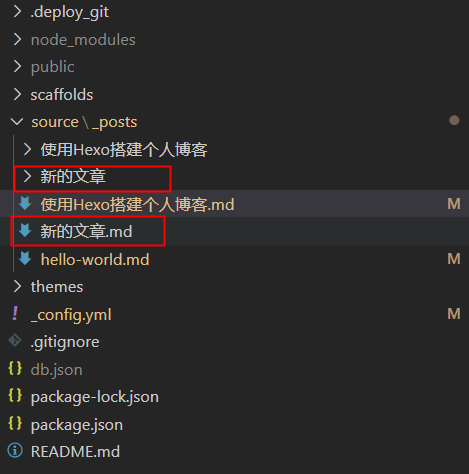 .deploy_git
node_modules
public
scaffolds
source \ _posts
使用Hexo搭建个人博客
新的文章
使用Hexo搭建个人博客.md M
新的文章.md
hello-world.md M
themes
! _config.yml M
.gitignore
{} db.json
{} package-lock.json
{} package.json
README.md